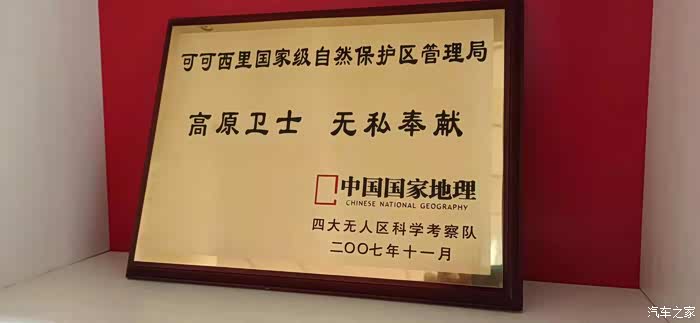 可可西里国家级自然保护区管理局
高原卫士 无私奉献
中国国家地理
CHINESE NATIONAL GEOGRAPHY
四大无人区科学考察队
二〇〇七年十一月
汽车之家